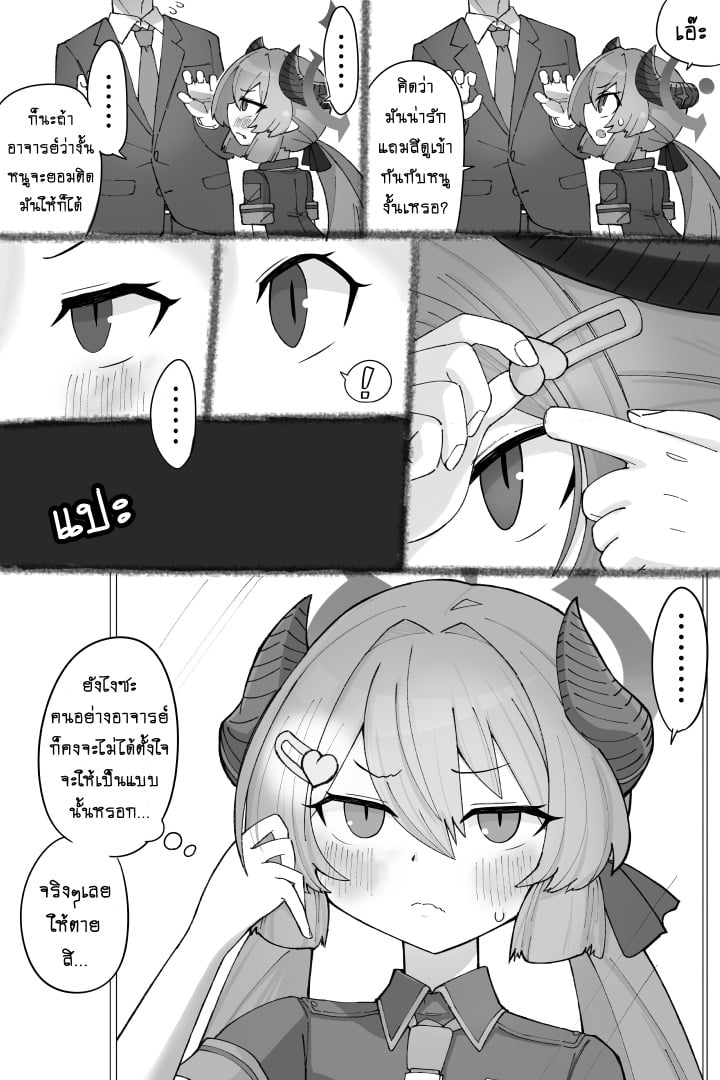 เอ๊ะ
คิดว่า
มันน่ารัก
แถมสีดูเข้า
กันกับหนู
งั้นเหรอ?
......
......
ก็นะถ้า
อาจารย์ว่างั้น
หนูจะยอมติด
มันให้ก็ได้
!
......
แปะ
......
ยังไงซะ
คนอย่างอาจารย์
ก็คงจะไม่ได้ตั้งใจ
จะให้เป็นแบบ
นั้นหรอก...
จริงๆเลย
ให้ตาย
สิ...